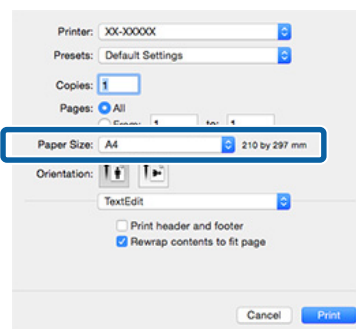 Printer: XX-XXXXX
Presets: Default Settings
Copies: 1
Pages: All
From: 1 to: 1
Paper Size: A4 210 by 297 mm
Orientation:
TextEdit
Print header and footer
Rewrap contents to fit page
Cancel Print